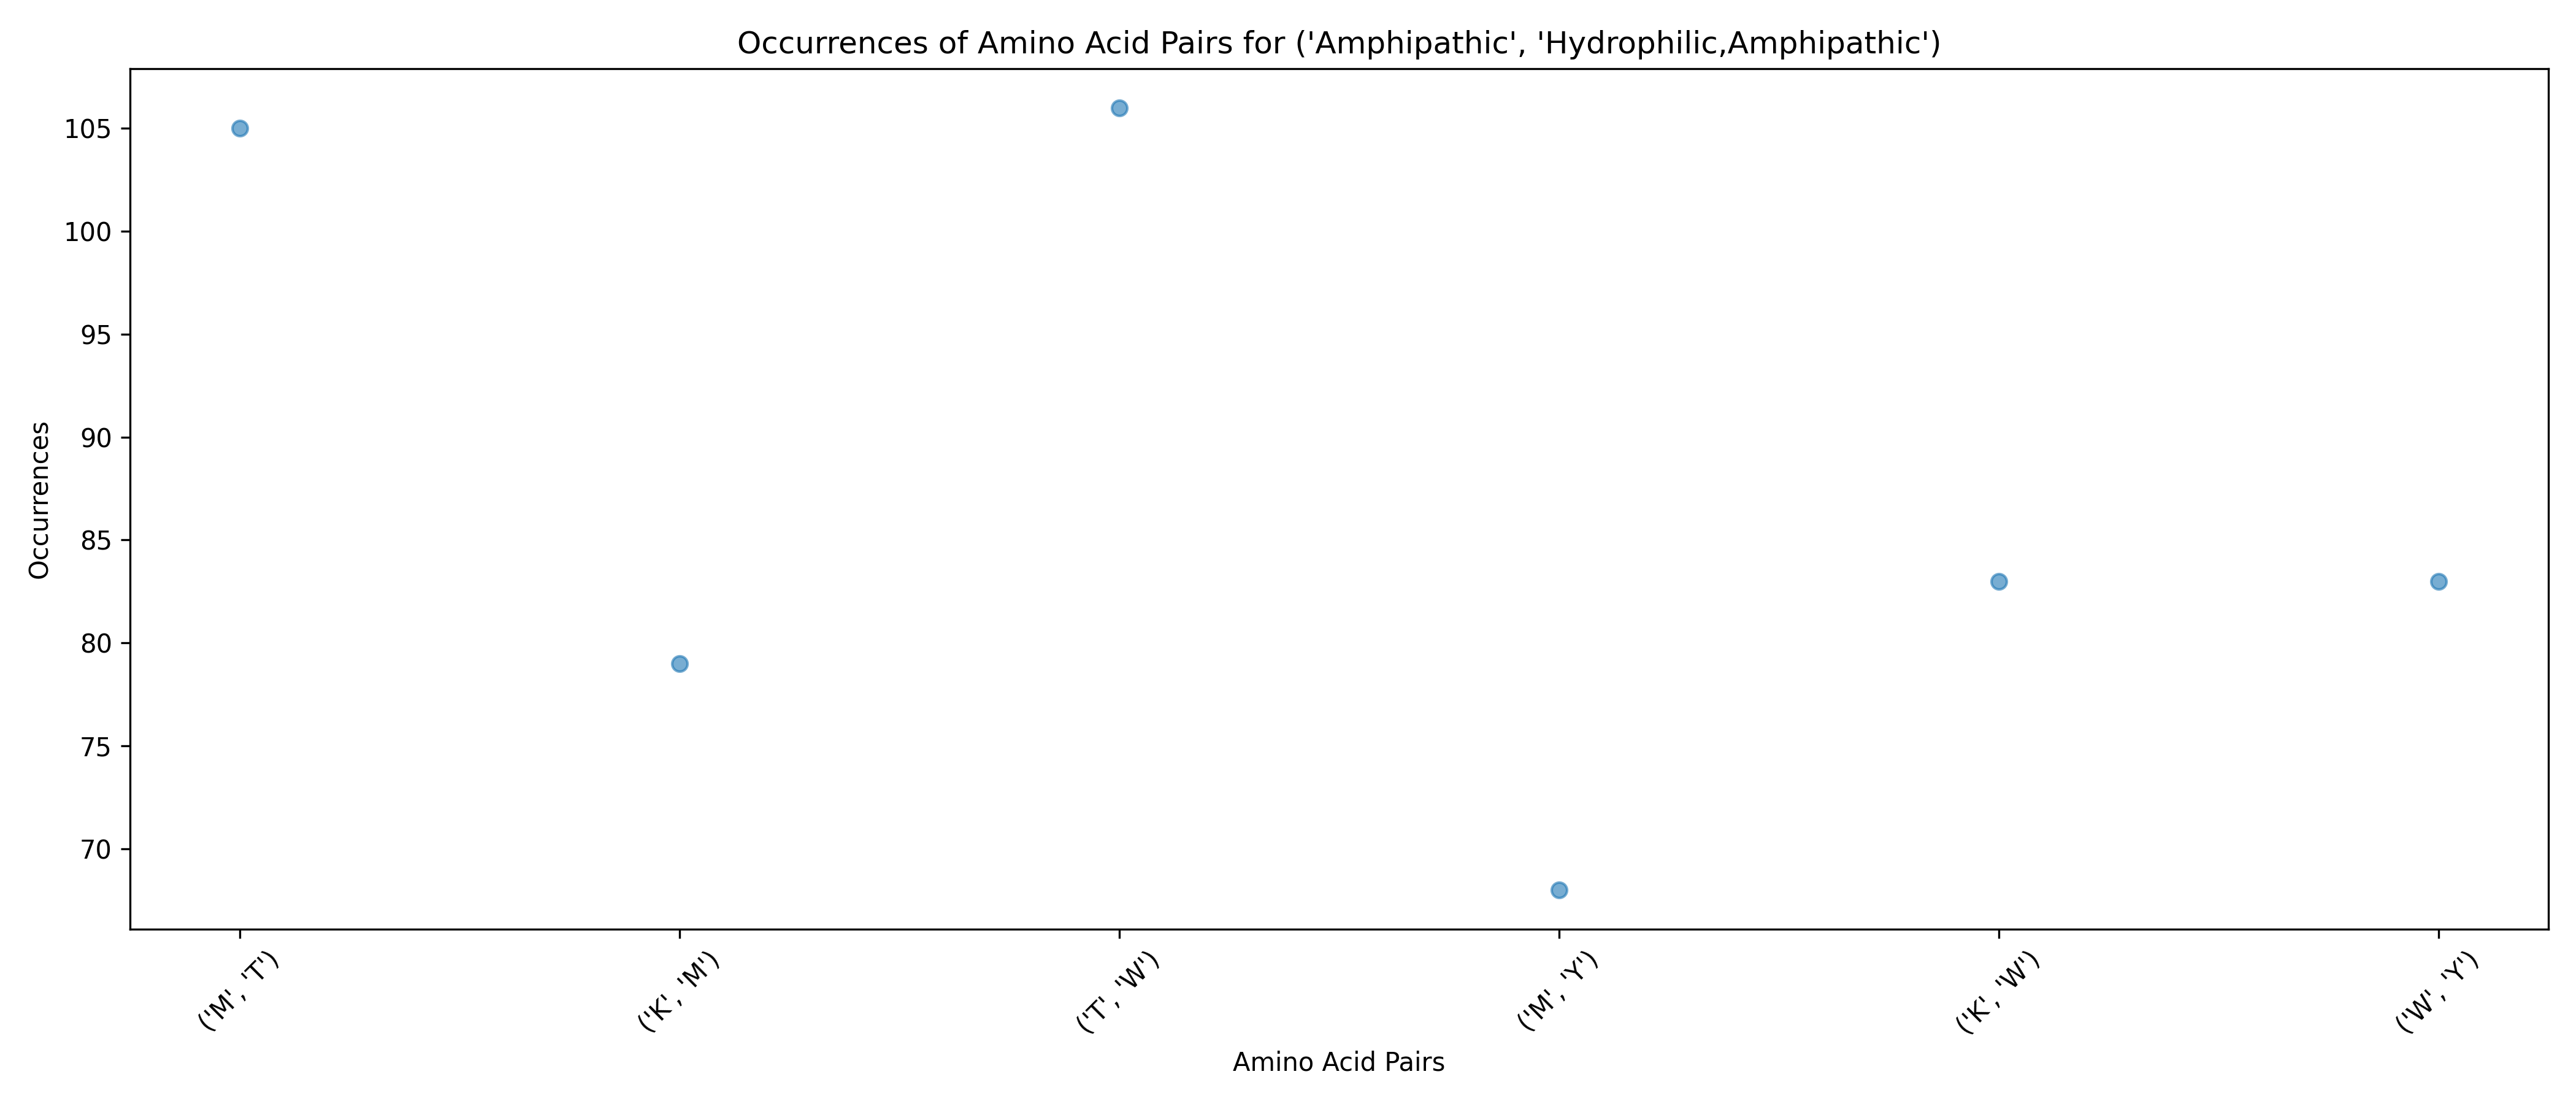 Occurrences of Amino Acid Pairs for ('Amphipathic', 'Hydrophilic,Amphipathic')
Occurrences
105
100
95
90
85
80
75
70
('M', 'T')
('K', 'M')
('T', 'W')
('M', 'Y')
('K', 'W')
('W', 'Y')
Amino Acid Pairs